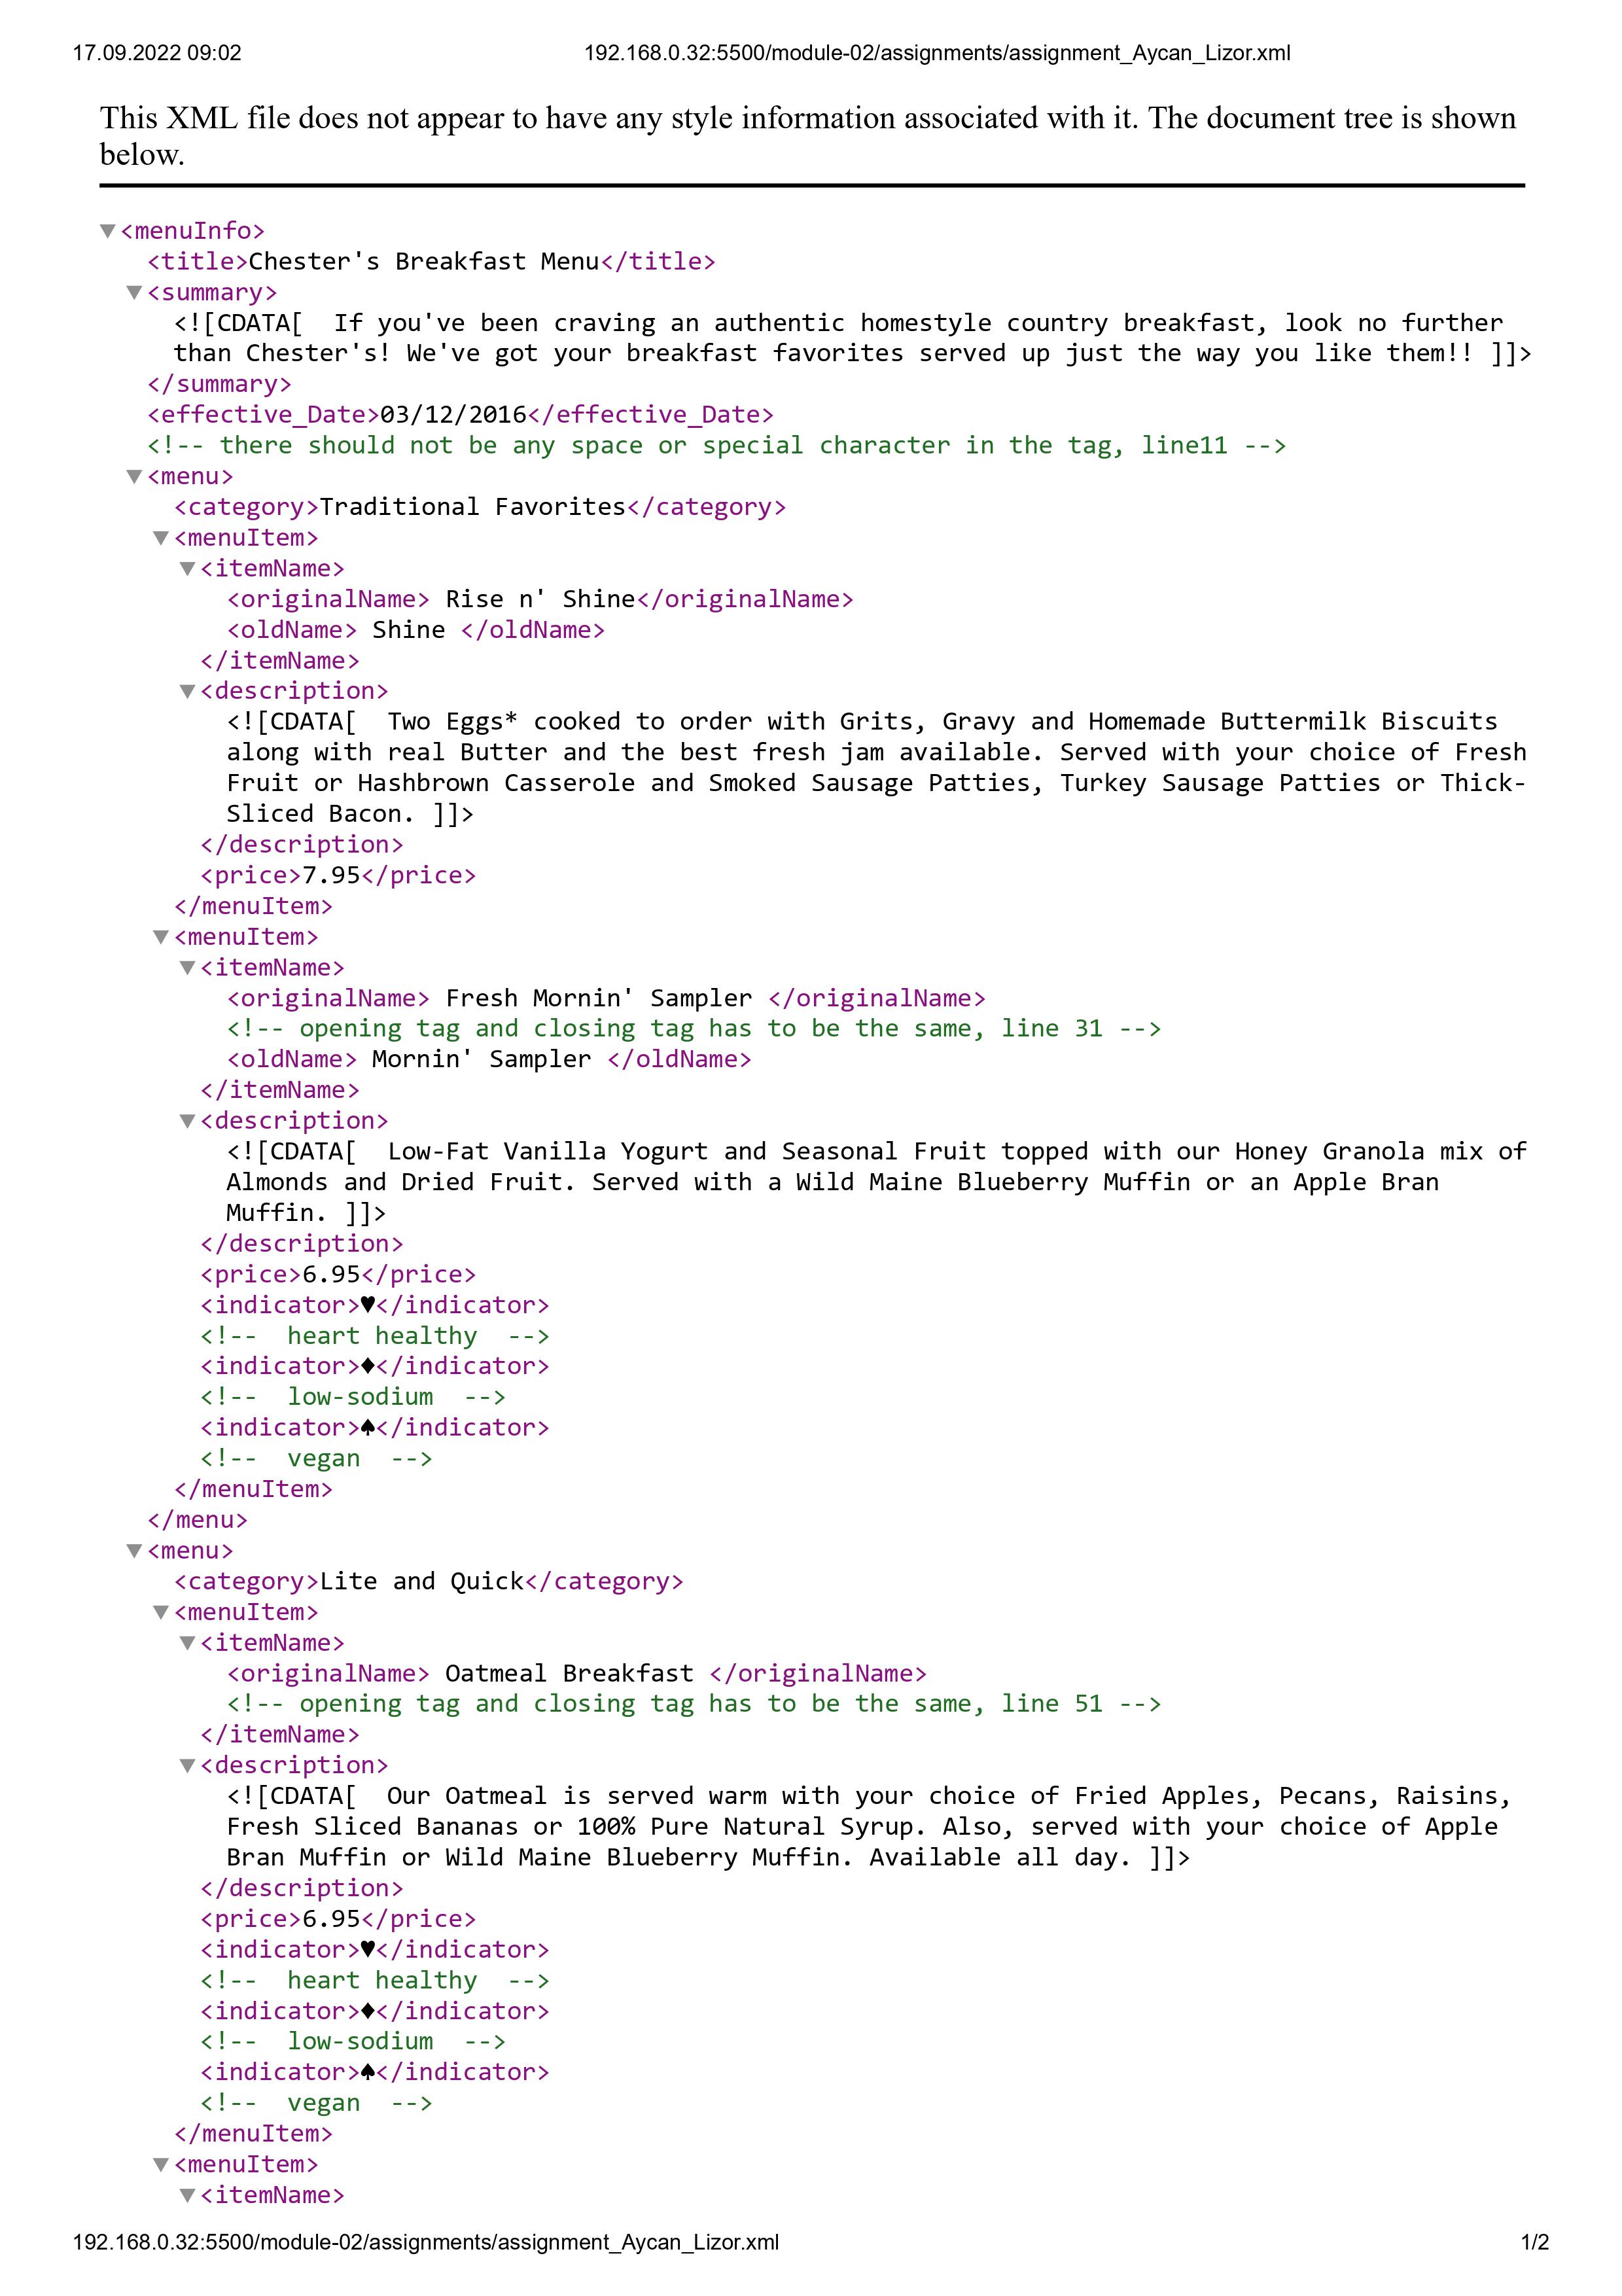 17.09.2022 09:02 192.168.0.32:5500/module-02/assignments/assignment_Aycan_Lizor.xml
This XML file does not appear to have any style information associated with it. The document tree is shown
below.
▼<menuInfo>
<title>Chester's Breakfast Menu</title>
▼<summary>
<![CDATA[  If you've been craving an authentic homestyle country breakfast, look no further
than Chester's! We've got your breakfast favorites served up just the way you like them!! ]]>
</summary>
<effective_Date>03/12/2016</effective_Date>
<!-- there should not be any space or special character in the tag, line11 -->
▼<menu>
<category>Traditional Favorites</category>
▼<menuItem>
▼<itemName>
<originalName> Rise n' Shine</originalName>
<oldName> Shine </oldName>
</itemName>
▼<description>
<![CDATA[  Two Eggs* cooked to order with Grits, Gravy and Homemade Buttermilk Biscuits
along with real Butter and the best fresh jam available. Served with your choice of Fresh
Fruit or Hashbrown Casserole and Smoked Sausage Patties, Turkey Sausage Patties or Thick-
Sliced Bacon. ]]>
</description>
<price>7.95</price>
</menuItem>
▼<menuItem>
▼<itemName>
<originalName> Fresh Mornin' Sampler </originalName>
<!-- opening tag and closing tag has to be the same, line 31 -->
<oldName> Mornin' Sampler </oldName>
</itemName>
▼<description>
<![CDATA[  Low-Fat Vanilla Yogurt and Seasonal Fruit topped with our Honey Granola mix of
Almonds and Dried Fruit. Served with a Wild Maine Blueberry Muffin or an Apple Bran
Muffin. ]]>
</description>
<price>6.95</price>
<indicator>♥</indicator>
<!--  heart healthy  -->
<indicator>♦</indicator>
<!--  low-sodium  -->
<indicator>♠</indicator>
<!--  vegan  -->
</menuItem>
</menu>
▼<menu>
<category>Lite and Quick</category>
▼<menuItem>
▼<itemName>
<originalName> Oatmeal Breakfast </originalName>
<!-- opening tag and closing tag has to be the same, line 51 -->
</itemName>
▼<description>
<![CDATA[  Our Oatmeal is served warm with your choice of Fried Apples, Pecans, Raisins,
Fresh Sliced Bananas or 100% Pure Natural Syrup. Also, served with your choice of Apple
Bran Muffin or Wild Maine Blueberry Muffin. Available all day. ]]>
</description>
<price>6.95</price>
<indicator>♥</indicator>
<!--  heart healthy  -->
<indicator>♦</indicator>
<!--  low-sodium  -->
<indicator>♠</indicator>
<!--  vegan  -->
</menuItem>
▼<menuItem>
▼<itemName>
192.168.0.32:5500/module-02/assignments/assignment_Aycan_Lizor.xml 1/2